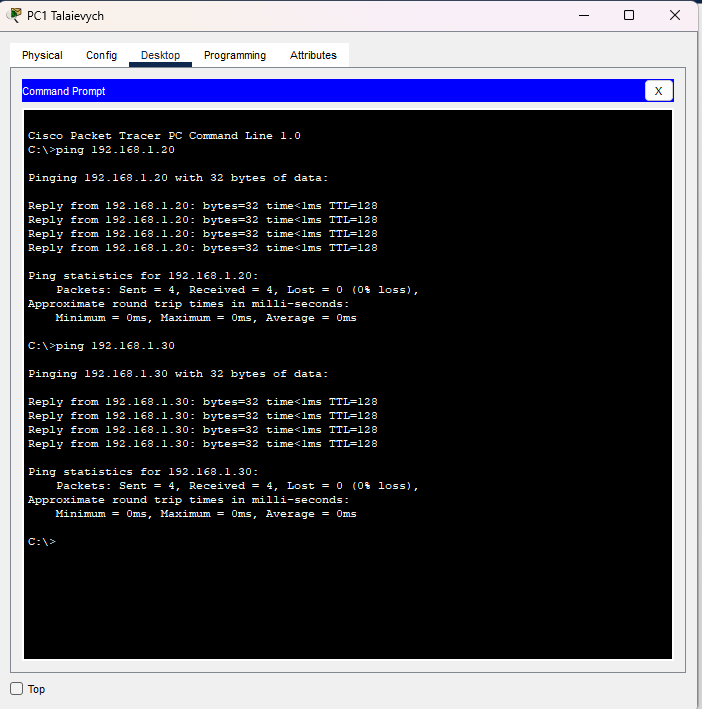 PC1 Talaievych
Physical Config Desktop Programming Attributes
Command Prompt X
Cisco Packet Tracer PC Command Line 1.0
C:\>ping 192.168.1.20
Pinging 192.168.1.20 with 32 bytes of data:
Reply from 192.168.1.20: bytes=32 time<1ms TTL=128
Reply from 192.168.1.20: bytes=32 time<1ms TTL=128
Reply from 192.168.1.20: bytes=32 time<1ms TTL=128
Reply from 192.168.1.20: bytes=32 time<1ms TTL=128
Ping statistics for 192.168.1.20:
Packets: Sent = 4, Received = 4, Lost = 0 (0% loss),
Approximate round trip times in milli-seconds:
Minimum = 0ms, Maximum = 0ms, Average = 0ms
C:\>ping 192.168.1.30
Pinging 192.168.1.30 with 32 bytes of data:
Reply from 192.168.1.30: bytes=32 time<1ms TTL=128
Reply from 192.168.1.30: bytes=32 time<1ms TTL=128
Reply from 192.168.1.30: bytes=32 time<1ms TTL=128
Reply from 192.168.1.30: bytes=32 time<1ms TTL=128
Ping statistics for 192.168.1.30:
Packets: Sent = 4, Received = 4, Lost = 0 (0% loss),
Approximate round trip times in milli-seconds:
Minimum = 0ms, Maximum = 0ms, Average = 0ms
C:\>
Top